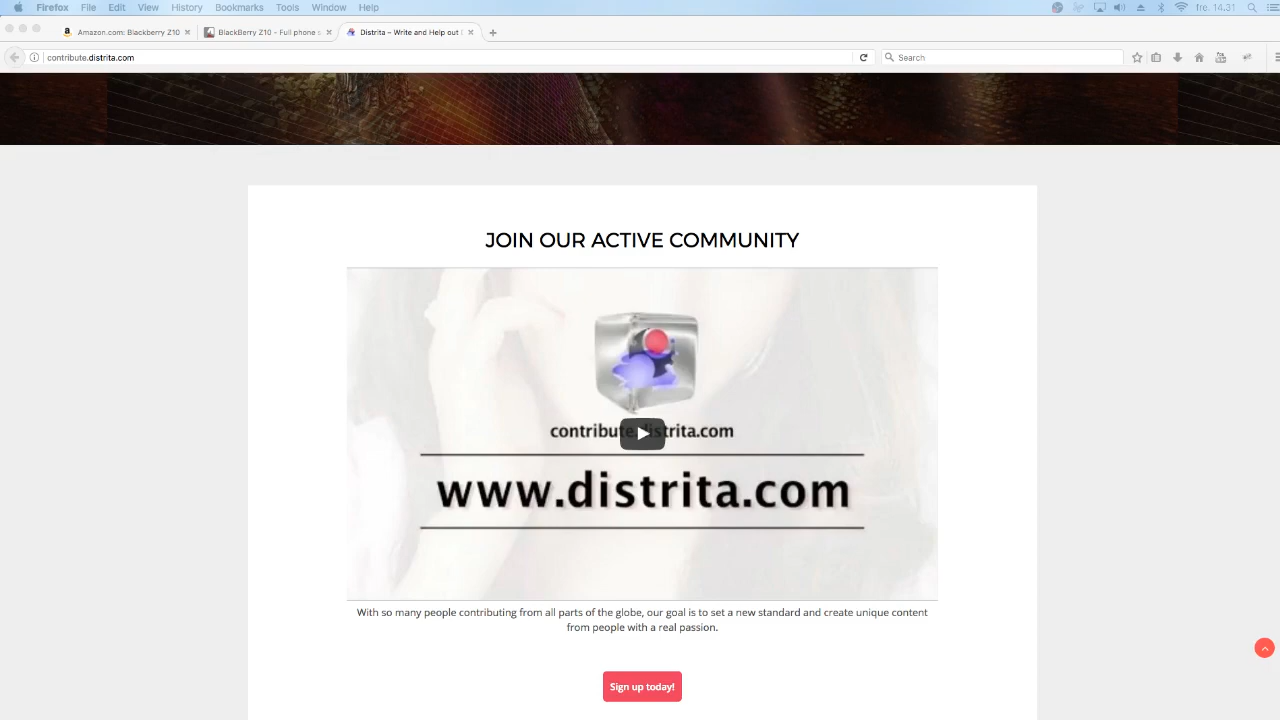 Firefox File Edit View History Bookmarks Tools Window Help fre. 14.31
Amazon.com: Blackberry Z10
BlackBerry Z10 - Full phone s
Distrita – Write and Help out
contribute.distrita.com
Search
JOIN OUR ACTIVE COMMUNITY
contribute.distrita.com
www.distrita.com
With so many people contributing from all parts of the globe, our goal is to set a new standard and create unique content
from people with a real passion.
Sign up today!